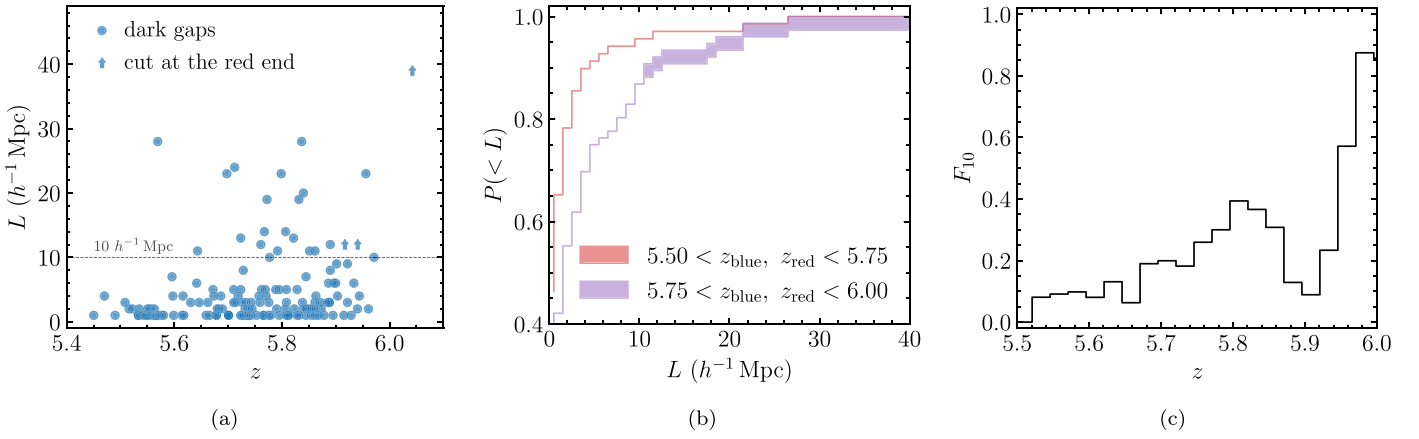 dark gaps
cut at the red end
10 h⁻¹ Mpc
L (h⁻¹ Mpc)
40
30
20
10
0
5.4 5.6 5.8 6.0
z
(a)
P(< L)
1.0
0.8
0.6
0.4
5.50 < z_blue, z_red < 5.75
5.75 < z_blue, z_red < 6.00
0 10 20 30 40
L (h⁻¹ Mpc)
(b)
F₁₀
1.0
0.8
0.6
0.4
0.2
0.0
5.5 5.6 5.7 5.8 5.9 6.0
z
(c)